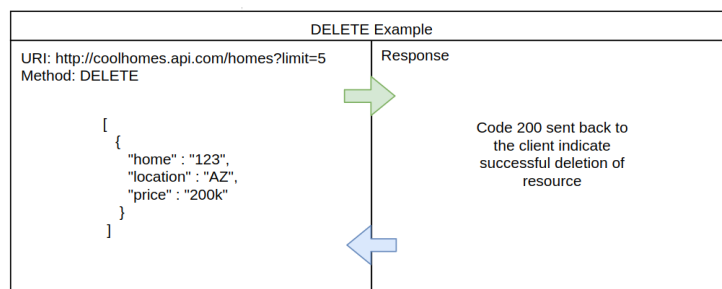 DELETE Example
URI: http://coolhomes.api.com/homes?limit=5
Method: DELETE
[
{
"home" : "123",
"location" : "AZ",
"price" : "200k"
}
]
Response
Code 200 sent back to
the client indicate
successful deletion of
resource